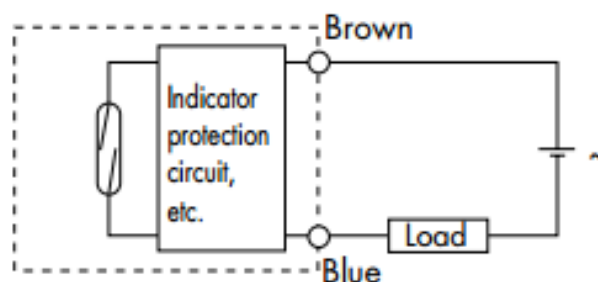 Brown
Indicator
protection
circuit,
etc.
Load
Blue